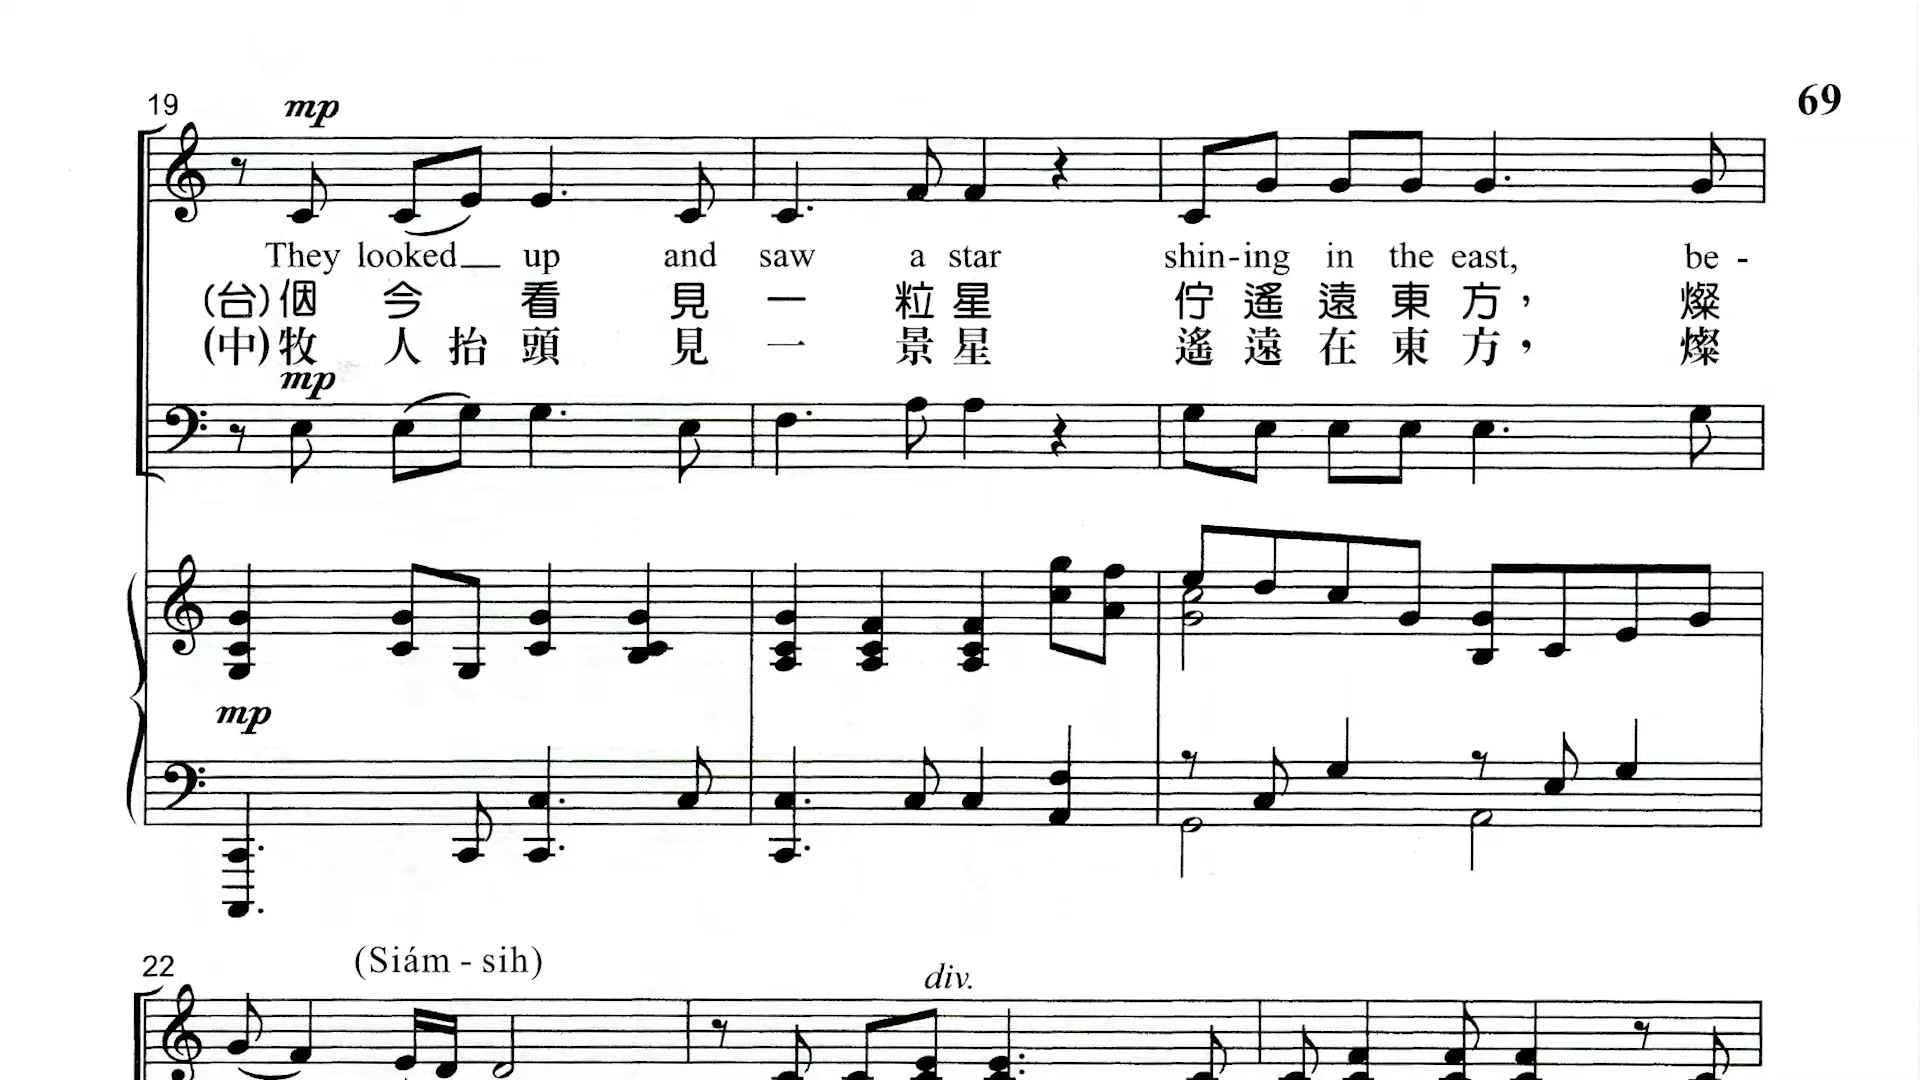 69
19 mp
They looked up and saw a star shin-ing in the east, be -
(台)個 今 看 見 一 粒 星 佇 遙 遠 東 方， 燦
(中)牧 人 抬 頭 見 一 景 星 遙 遠 在 東 方， 燦
mp
mp
22 (Siám - sih) div.